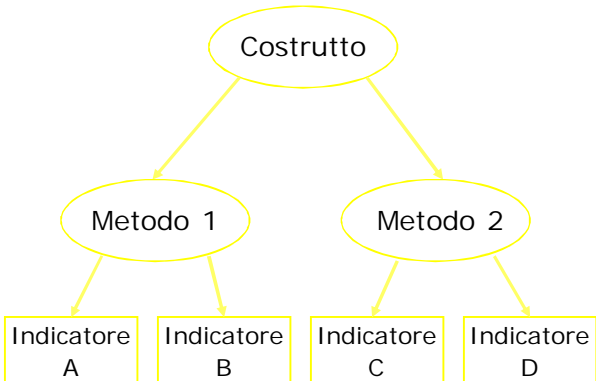 Costrutto
Metodo 1
Metodo 2
Indicatore
A
Indicatore
B
Indicatore
C
Indicatore
D